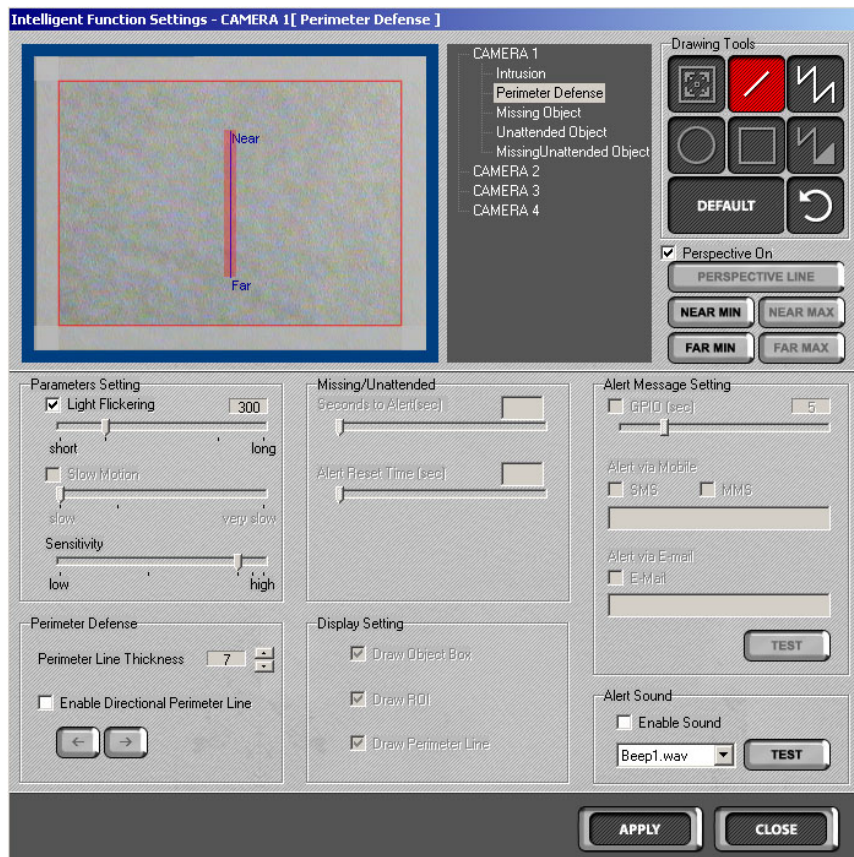 Intelligent Function Settings - CAMERA 1[ Perimeter Defense ]
Near
Far
CAMERA 1
Intrusion
Perimeter Defense
Missing Object
Unattended Object
MissingUnattended Object
CAMERA 2
CAMERA 3
CAMERA 4
Drawing Tools
DEFAULT
Perspective On
PERSPECTIVE LINE
NEAR MIN NEAR MAX
FAR MIN FAR MAX
Parameters Setting
Light Flickering 300
short long
Slow Motion
slow very slow
Sensitivity
low high
Missing/Unattended
Seconds to Alert(sec)
Alert Reset Time (sec)
Alert Message Setting
GPIO (sec) 5
Alert via Mobile
SMS MMS
Alert via E-mail
E-Mail
TEST
Perimeter Defense
Perimeter Line Thickness 7
Enable Directional Perimeter Line
Display Setting
Draw Object Box
Draw ROI
Draw Perimeter Line
Alert Sound
Enable Sound
Beep1.wav TEST
APPLY CLOSE